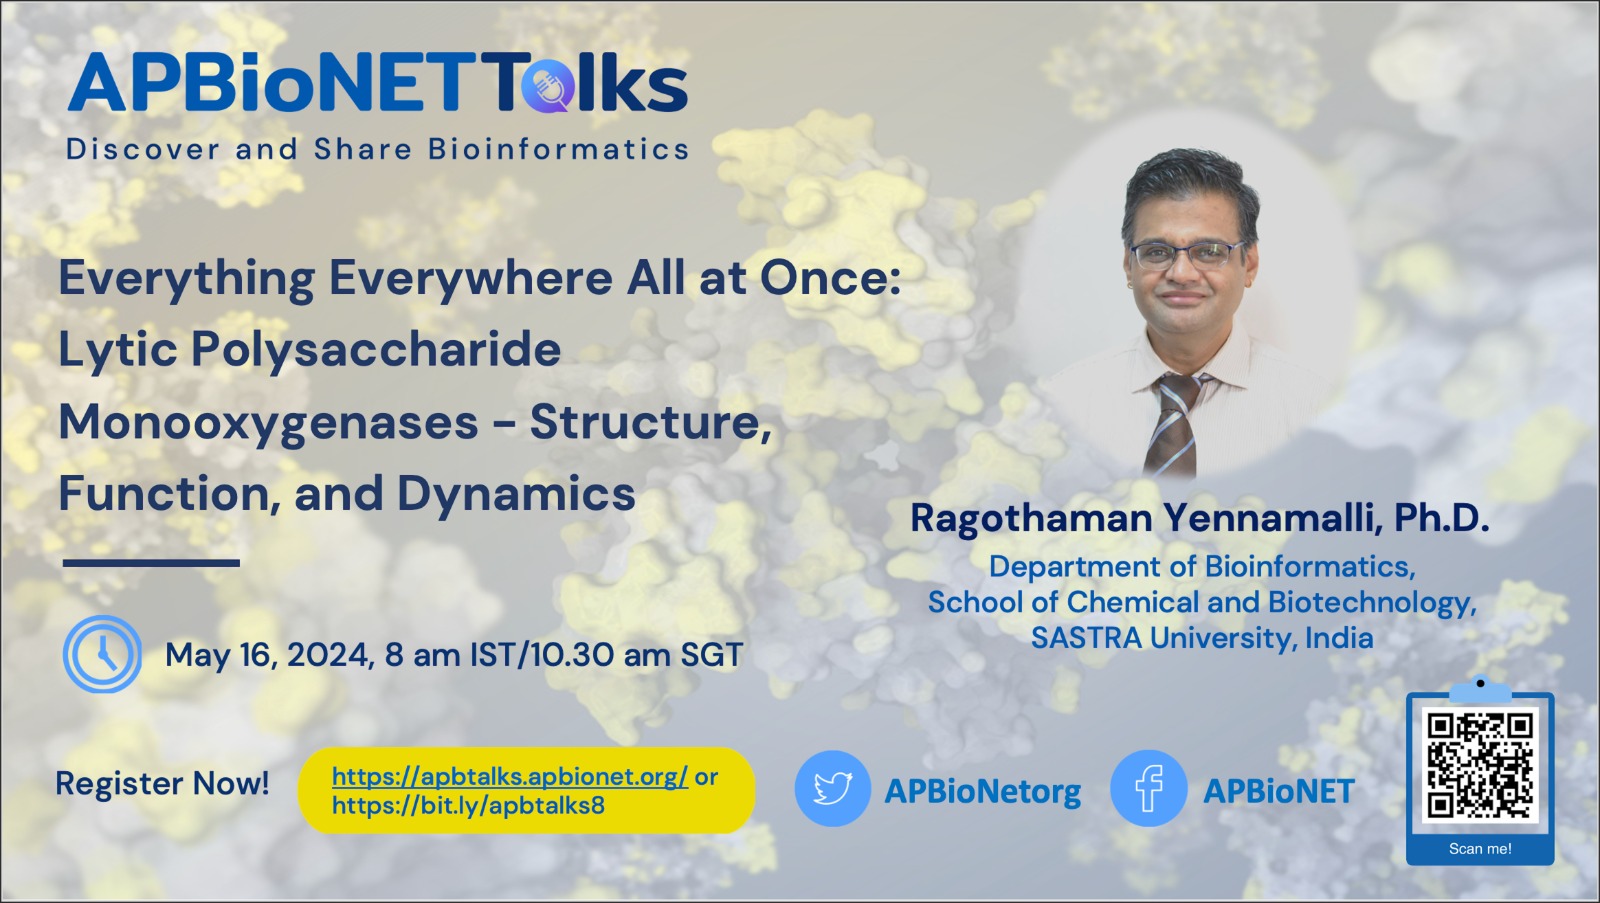 APBioNET Talks
Discover and Share Bioinformatics
Everything Everywhere All at Once:
Lytic Polysaccharide
Monooxygenases – Structure,
Function, and Dynamics
Ragothaman Yennamalli, Ph.D.
Department of Bioinformatics,
School of Chemical and Biotechnology,
SASTRA University, India
May 16, 2024, 8 am IST/10.30 am SGT
Register Now!
https://apbtalks.apbionet.org/ or
https://bit.ly/apbtalks8
APBioNetorg
APBioNET
Scan me!